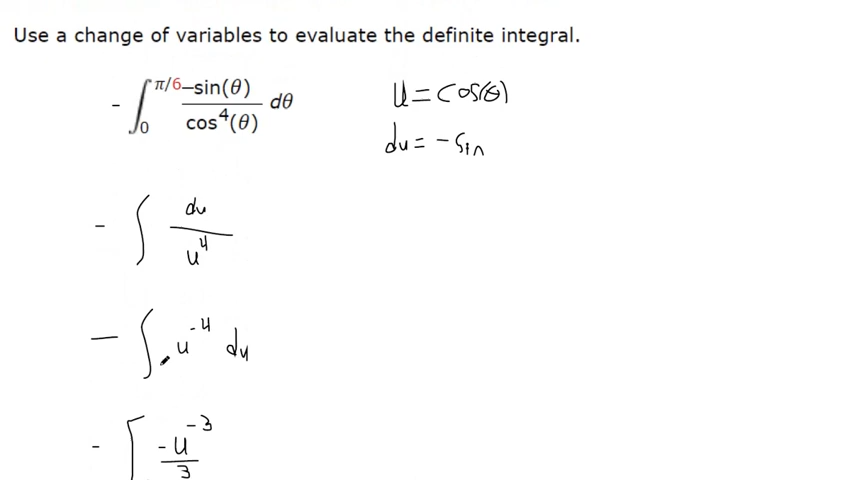 Use a change of variables to evaluate the definite integral.
- ∫₀^π/6 –sin(θ)/cos⁴(θ) dθ
u = cos(θ)
du = - sin
- ∫ du/u⁴
— ∫ u⁻⁴ du
- [ -u⁻³/3